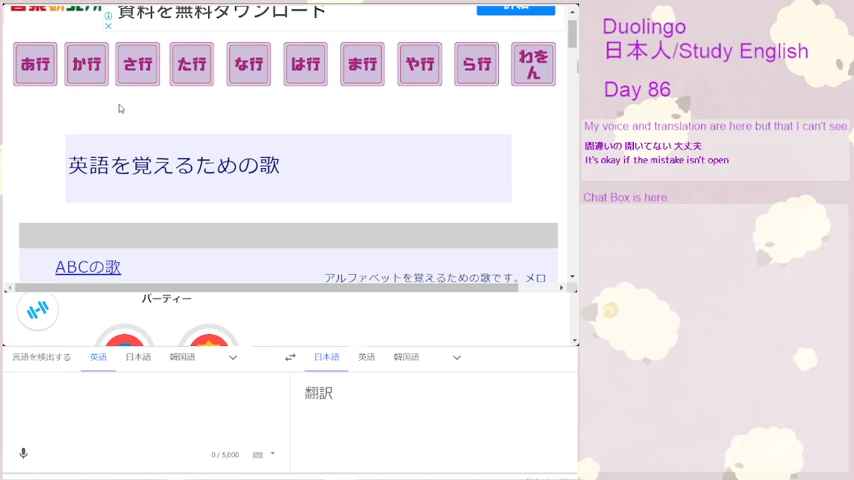 資料を無料ダウンロード
詳細
あ行 か行 さ行 た行 な行 は行 ま行 や行 ら行 わをん
英語を覚えるための歌
ABCの歌
アルファベットを覚えるための歌です。メロ
パーティー
言語を検出する 英語 日本語 韓国語
日本語 英語 韓国語
翻訳
0 / 5,000
Duolingo
日本人/Study English
Day 86
My voice and translation are here but that I can't see
間違いの 開いてない 大丈夫
It's okay if the mistake isn't open
Chat Box is here.